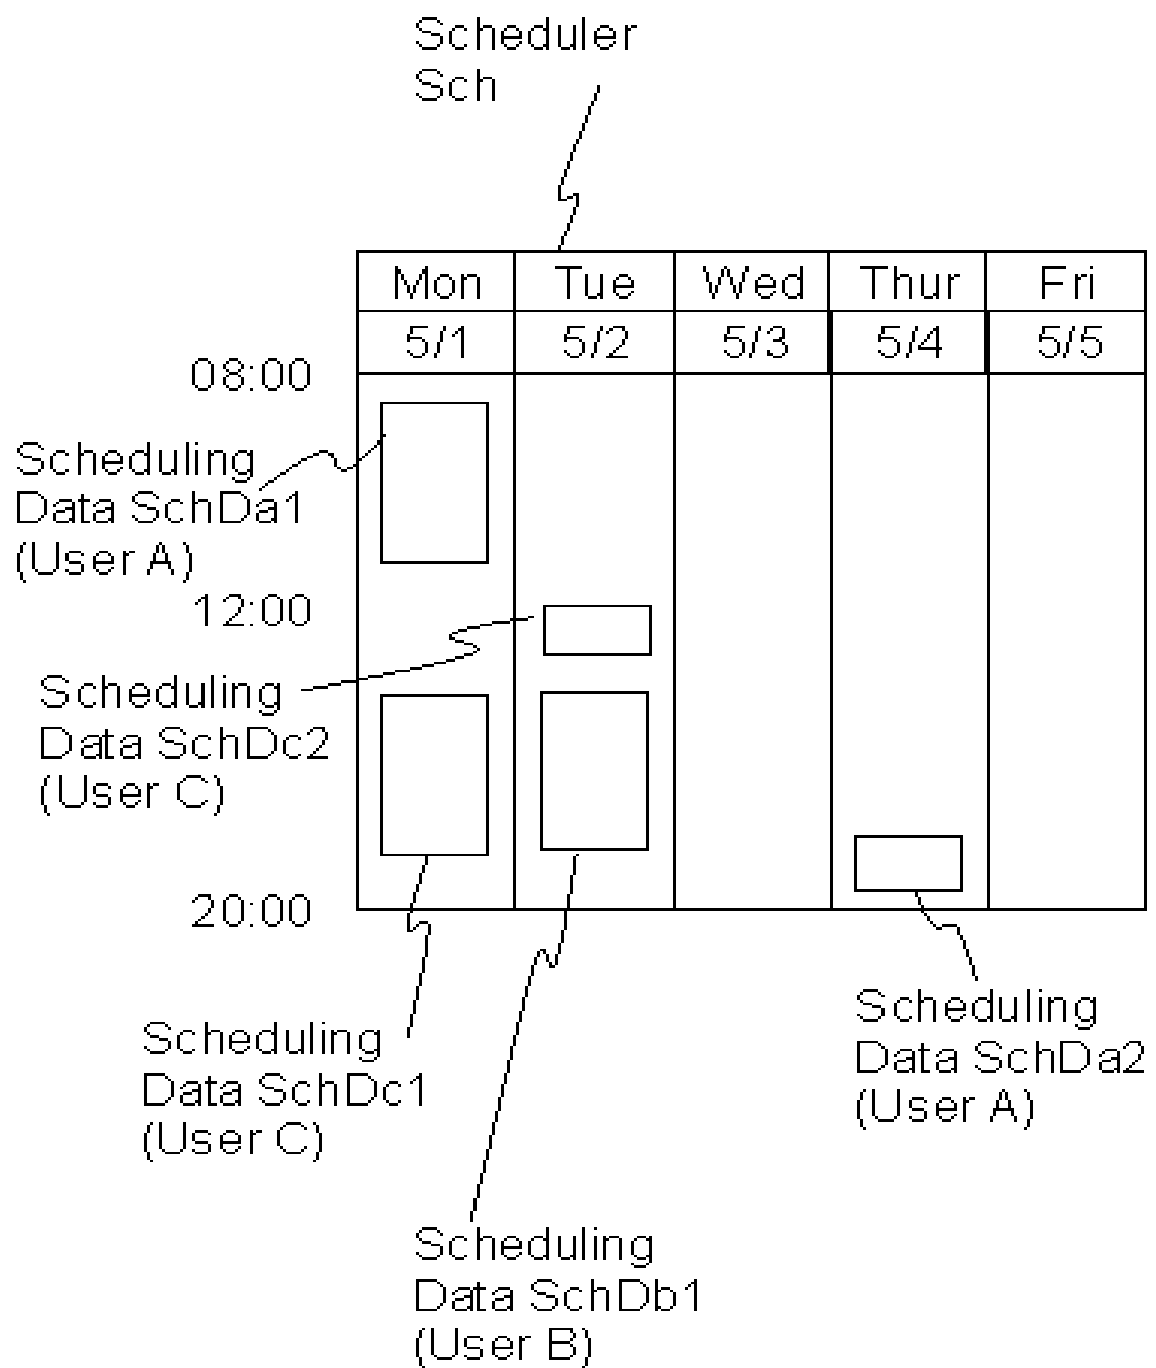 Scheduler
Sch
Mon Tue Wed Thur Fri
5/1 5/2 5/3 5/4 5/5
08:00
Scheduling
Data SchDa1
(User A)
12:00
Scheduling
Data SchDc2
(User C)
20:00
Scheduling
Data SchDa2
(User A)
Scheduling
Data SchDc1
(User C)
Scheduling
Data SchDb1
(User B)